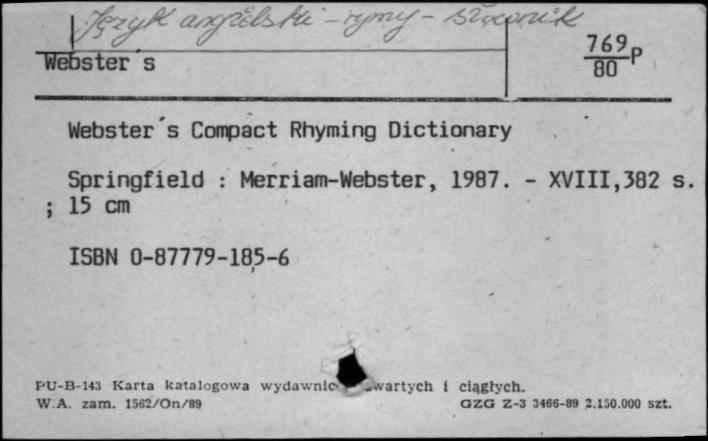 Język angielski - rymy - słownik
Webster´s
769
80 P
Webster´s Compact Rhyming Dictionary
Springfield : Merriam-Webster, 1987. - XVIII,382 s.
; 15 cm
ISBN 0-87779-185-6
PU-B-143 Karta katalogowa wydawnic wartych i ciągłych.
W.A. zam. 1562/On/89 GZG Z-3 3466-89 2.150.000 szt.